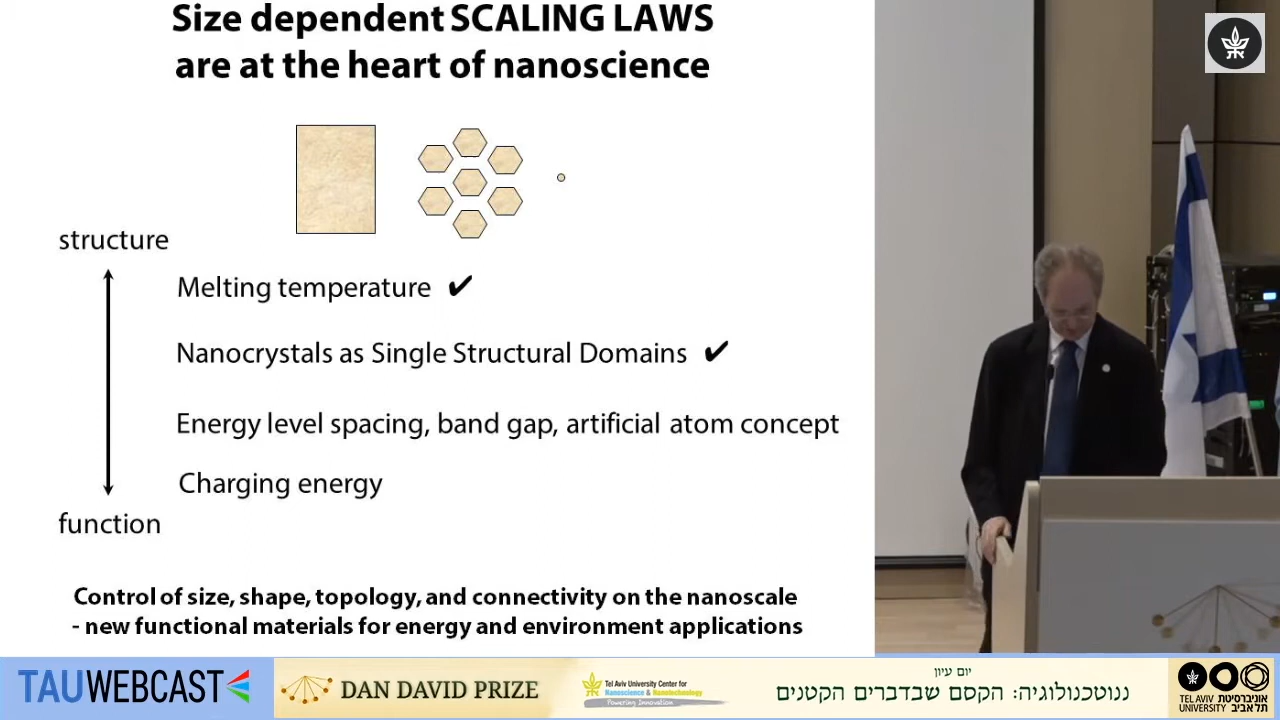 Size dependent SCALING LAWS
are at the heart of nanoscience
structure
Melting temperature ✔
Nanocrystals as Single Structural Domains ✔
Energy level spacing, band gap, artificial atom concept
Charging energy
function
Control of size, shape, topology, and connectivity on the nanoscale
- new functional materials for energy and environment applications
TAUWEBCAST
DAN DAVID PRIZE
Tel Aviv University Center for
Nanoscience & Nanotechnology
Powering Innovation
יום עיון
ננוטכנולוגיה: הקסם שבדברים הקטנים
TEL AVIV אוניברסיטת
UNIVERSITY תל אביב